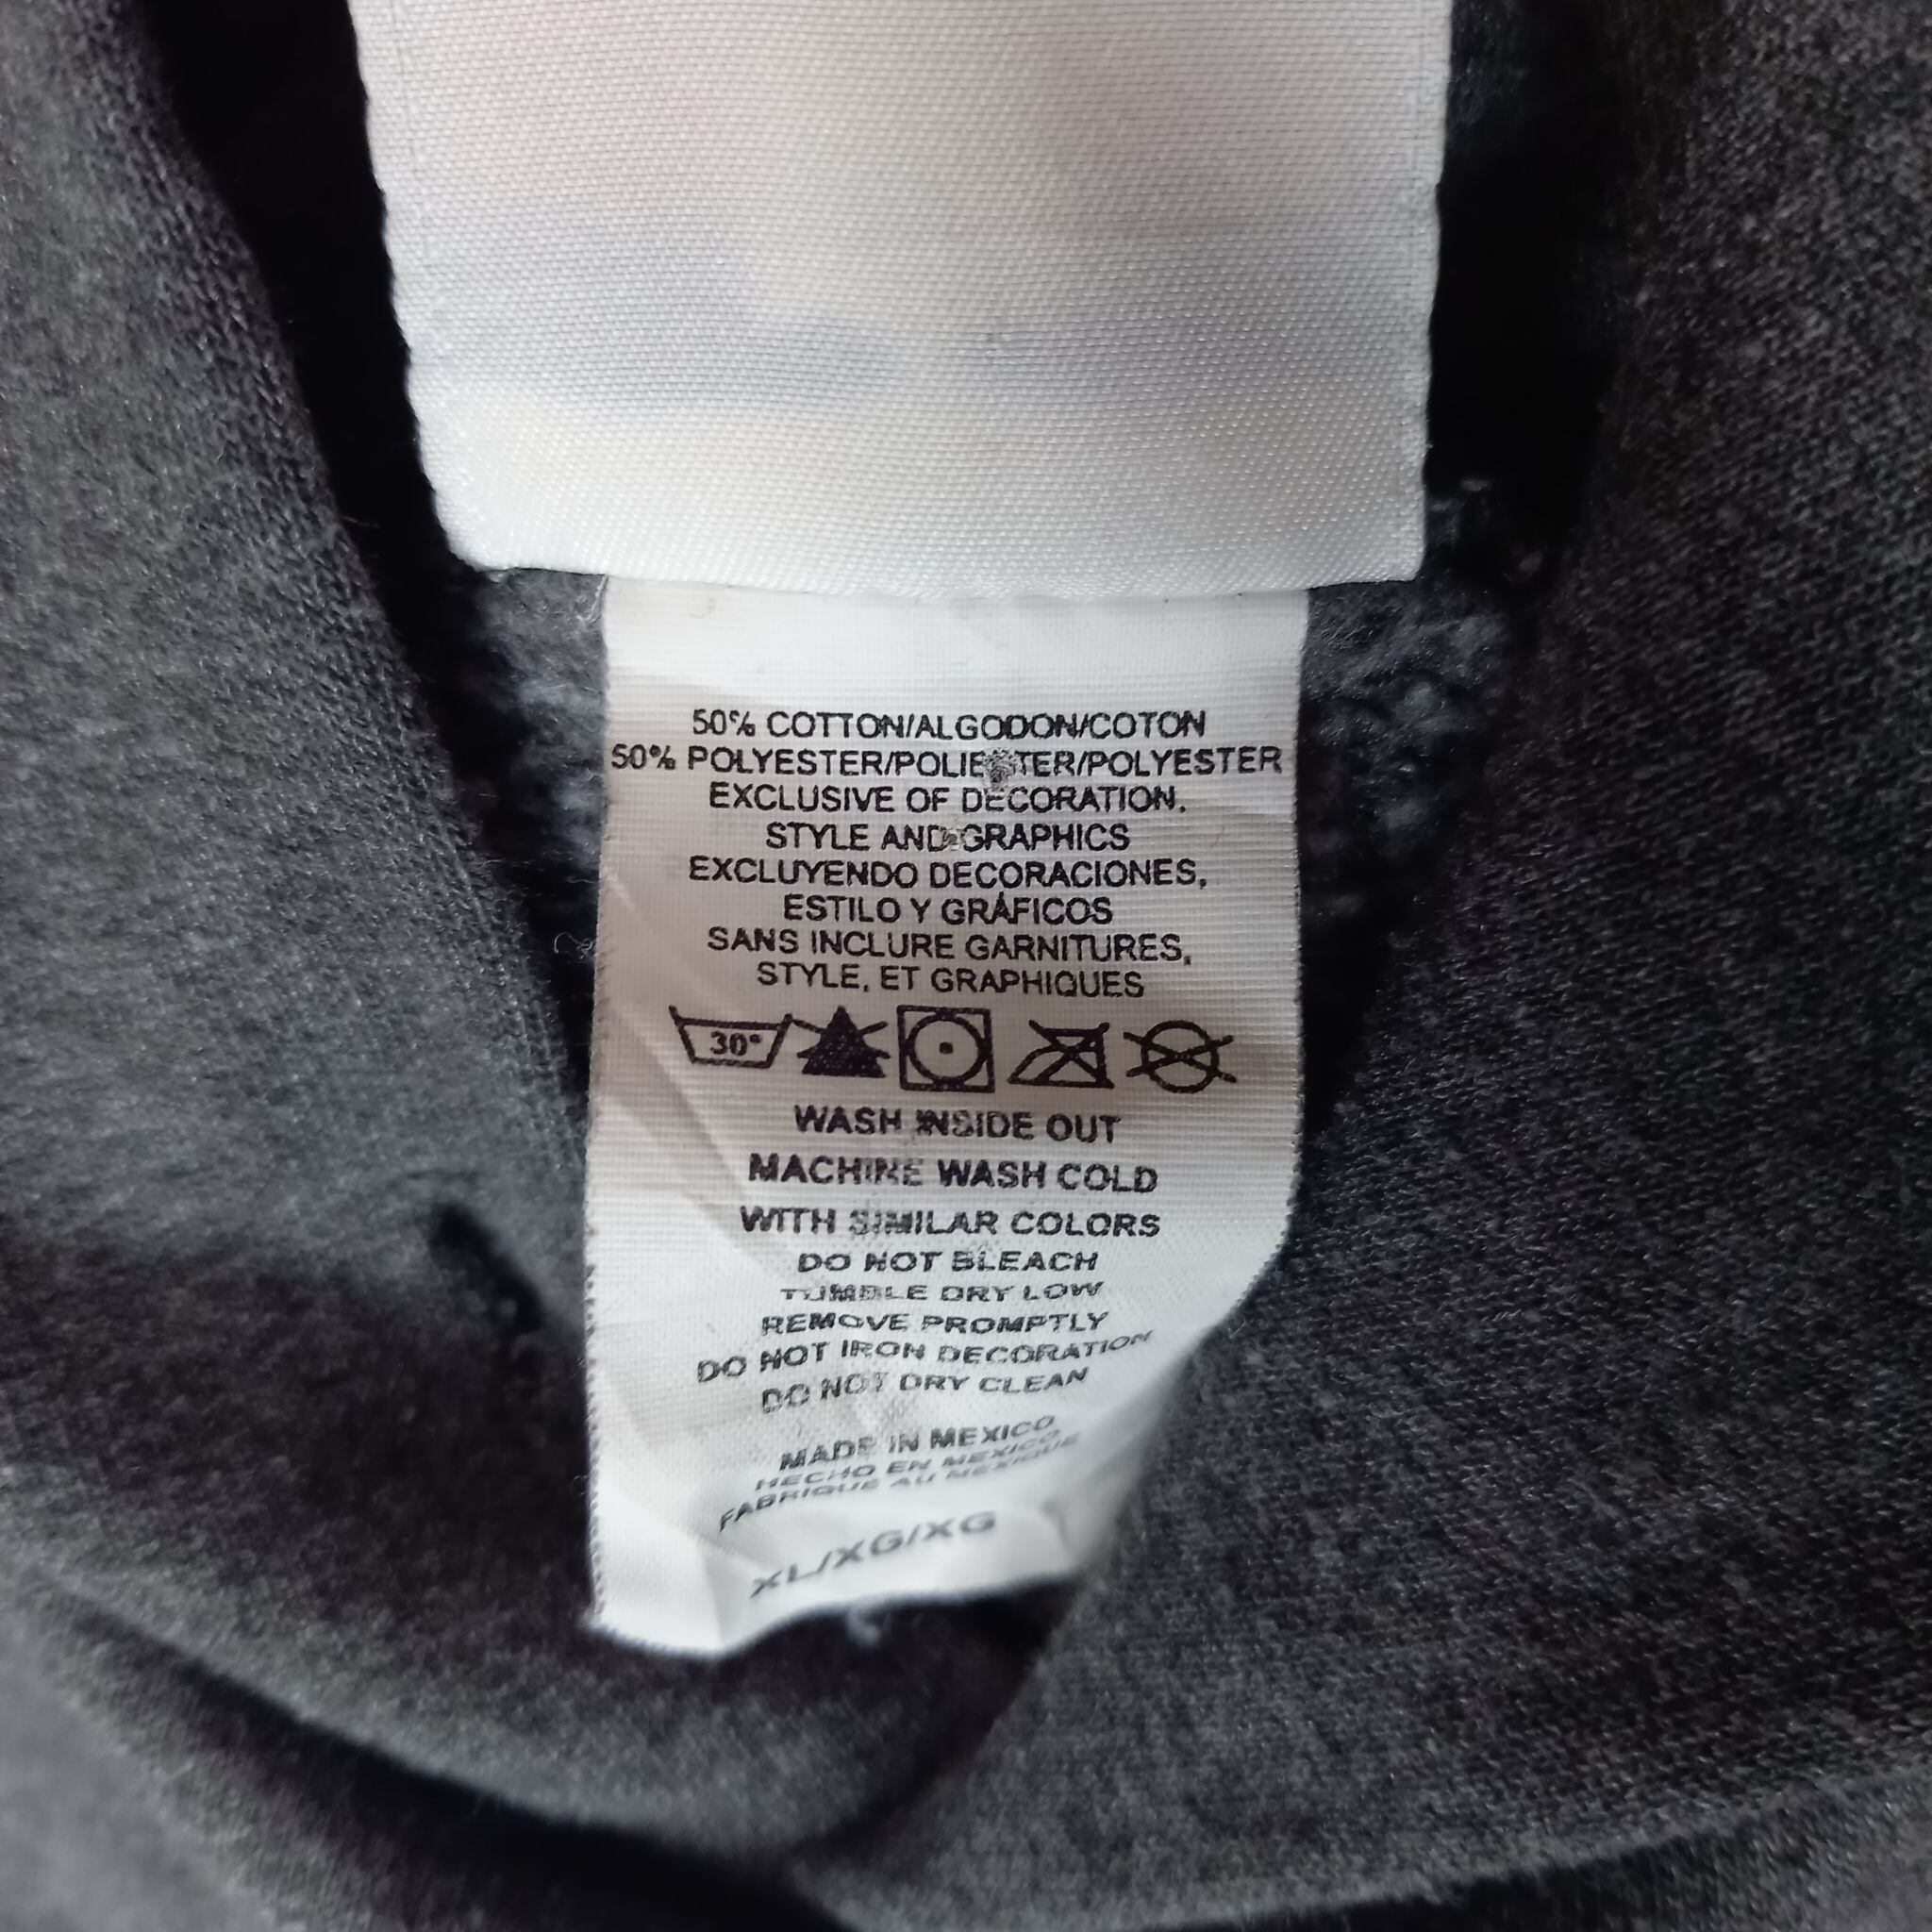 50% COTTON/ALGODON/COTON
50% POLYESTER/POLIESTER/POLYESTER
EXCLUSIVE OF DECORATION,
STYLE AND GRAPHICS
EXCLUYENDO DECORACIONES,
ESTILO Y GRÁFICOS
SANS INCLURE GARNITURES,
STYLE, ET GRAPHIQUES
30°
WASH INSIDE OUT
MACHINE WASH COLD
WITH SIMILAR COLORS
DO NOT BLEACH
TUMBLE DRY LOW
REMOVE PROMPTLY
DO NOT IRON DECORATION
DO NOT DRY CLEAN
MADE IN MEXICO
HECHO EN MEXICO
FABRIQUE AU MEXIQUE
XL/XG/XG